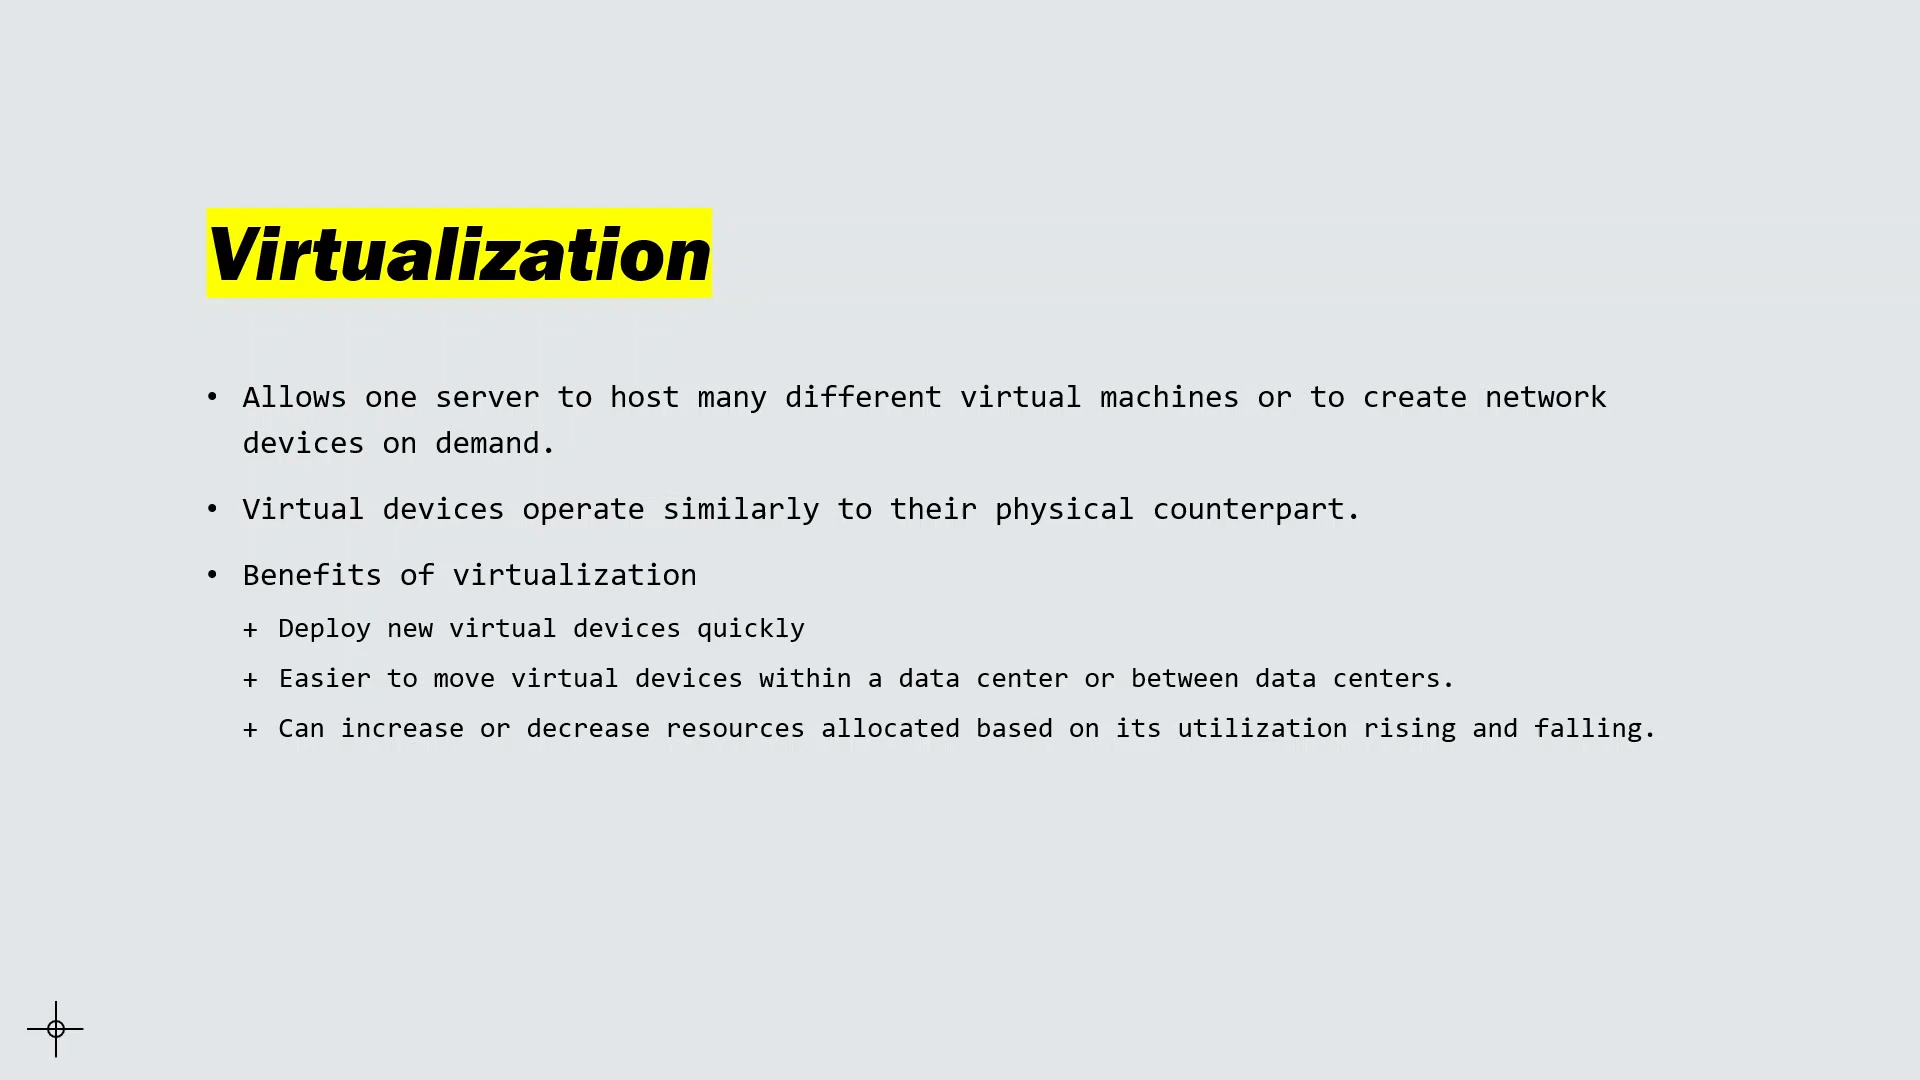 Virtualization
• Allows one server to host many different virtual machines or to create network
devices on demand.
• Virtual devices operate similarly to their physical counterpart.
• Benefits of virtualization
+ Deploy new virtual devices quickly
+ Easier to move virtual devices within a data center or between data centers.
+ Can increase or decrease resources allocated based on its utilization rising and falling.